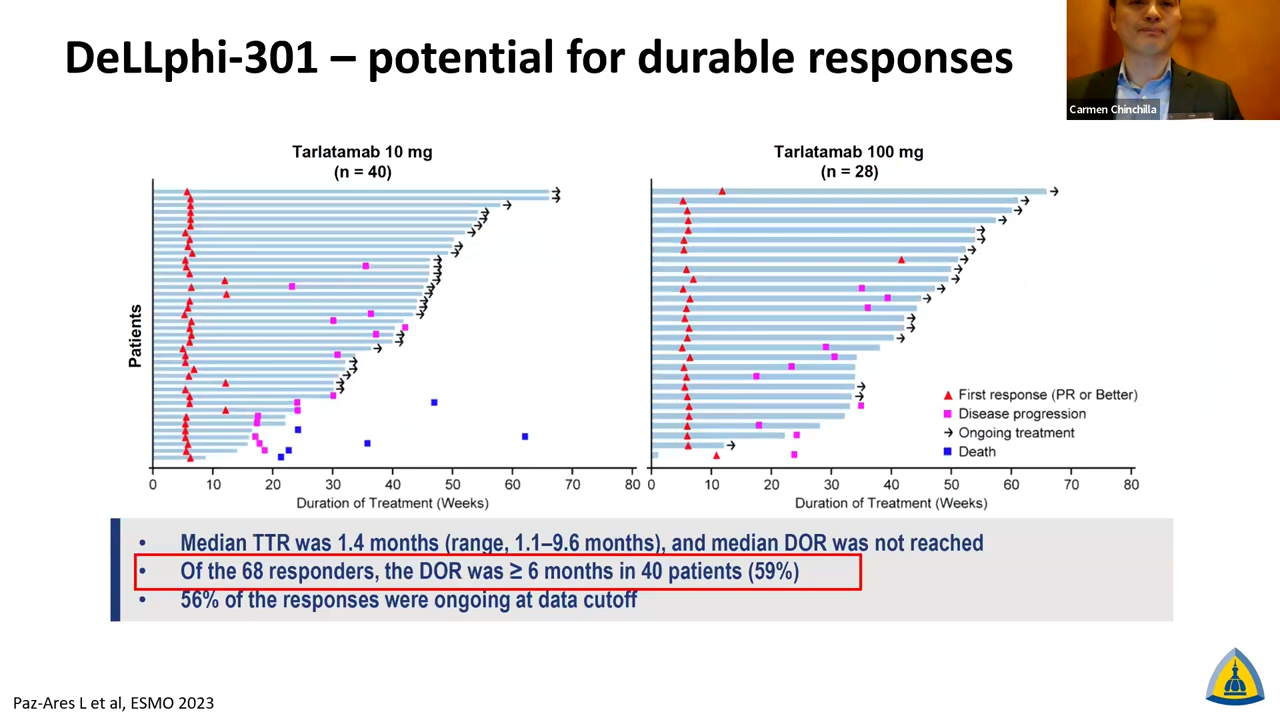 DeLLphi-301 – potential for durable responses
Carmen Chinchilla
Tarlatamab 10 mg
(n = 40)
Patients
0 10 20 30 40 50 60 70 80
Duration of Treatment (Weeks)
Tarlatamab 100 mg
(n = 28)
First response (PR or Better)
Disease progression
Ongoing treatment
Death
0 10 20 30 40 50 60 70 80
Duration of Treatment (Weeks)
• Median TTR was 1.4 months (range, 1.1–9.6 months), and median DOR was not reached
• Of the 68 responders, the DOR was ≥ 6 months in 40 patients (59%)
• 56% of the responses were ongoing at data cutoff
Paz-Ares L et al, ESMO 2023